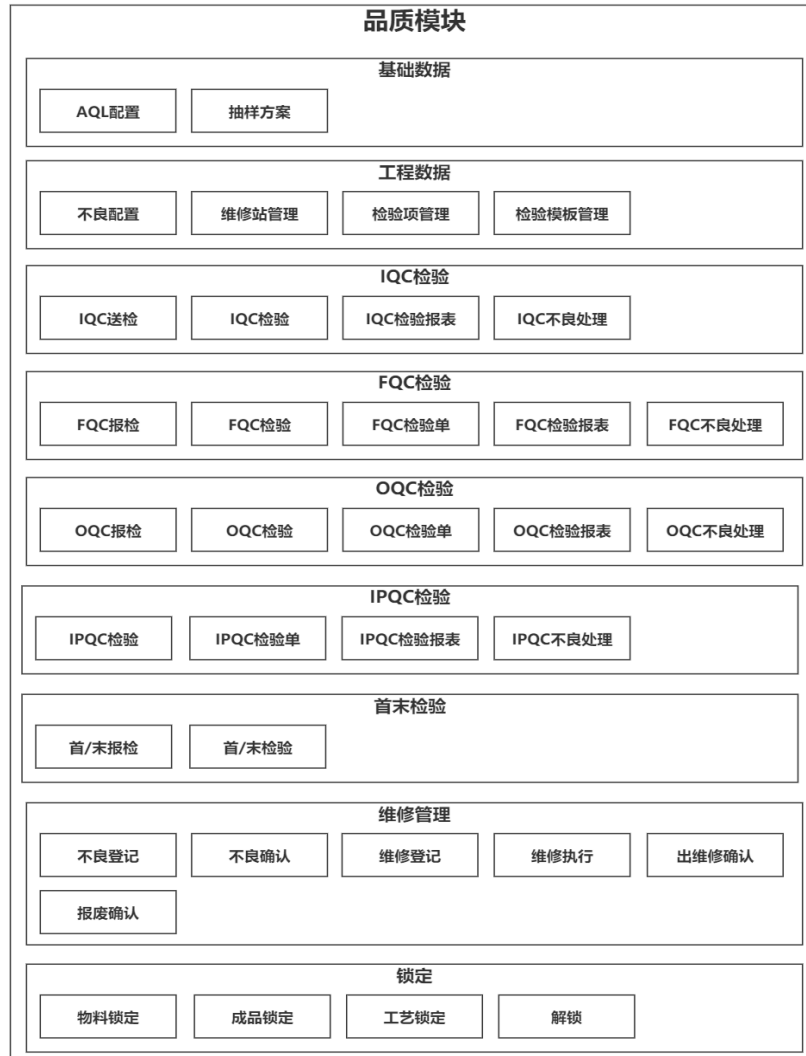 品质模块
基础数据
AQL配置 抽样方案
工程数据
不良配置 维修站管理 检验项管理 检验模板管理
IQC检验
IQC送检 IQC检验 IQC检验报表 IQC不良处理
FQC检验
FQC报检 FQC检验 FQC检验单 FQC检验报表 FQC不良处理
OQC检验
OQC报检 OQC检验 OQC检验单 OQC检验报表 OQC不良处理
IPQC检验
IPQC检验 IPQC检验单 IPQC检验报表 IPQC不良处理
首末检验
首/末报检 首/末检验
维修管理
不良登记 不良确认 维修登记 维修执行 出维修确认
报废确认
锁定
物料锁定 成品锁定 工艺锁定 解锁